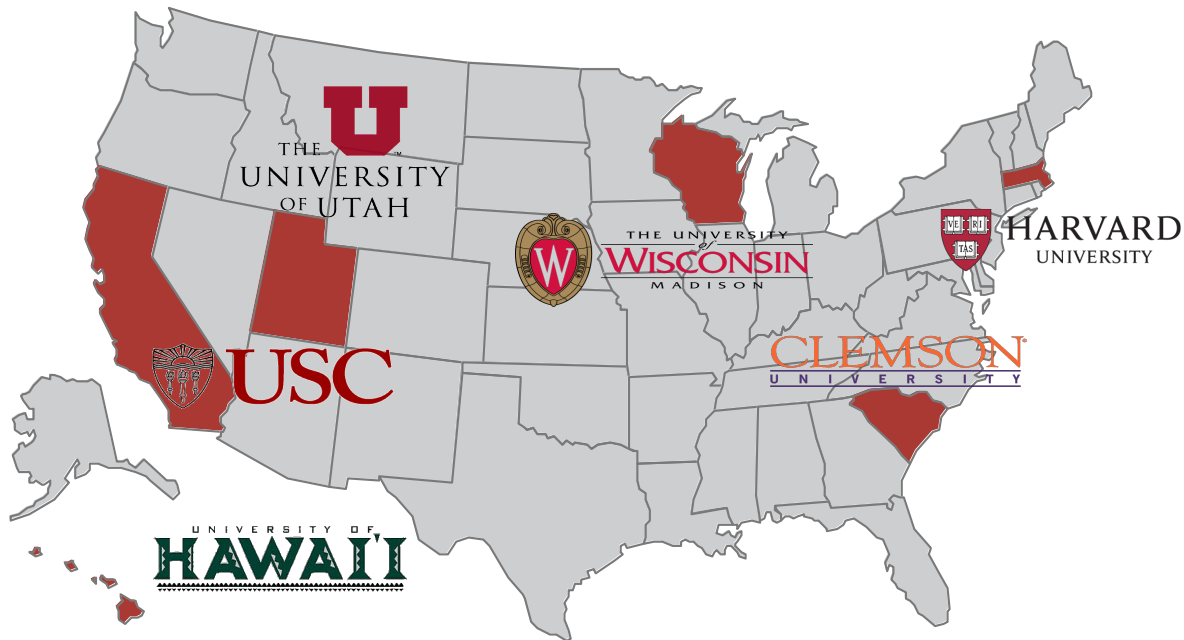 U
™
THE
UNIVERSITY
OF UTAH
W
THE UNIVERSITY
of
WISCONSIN
MADISON
VE RI
TAS
HARVARD
UNIVERSITY
USC
CLEMSON®
UNIVERSITY
UNIVERSITY OF
HAWAI'I